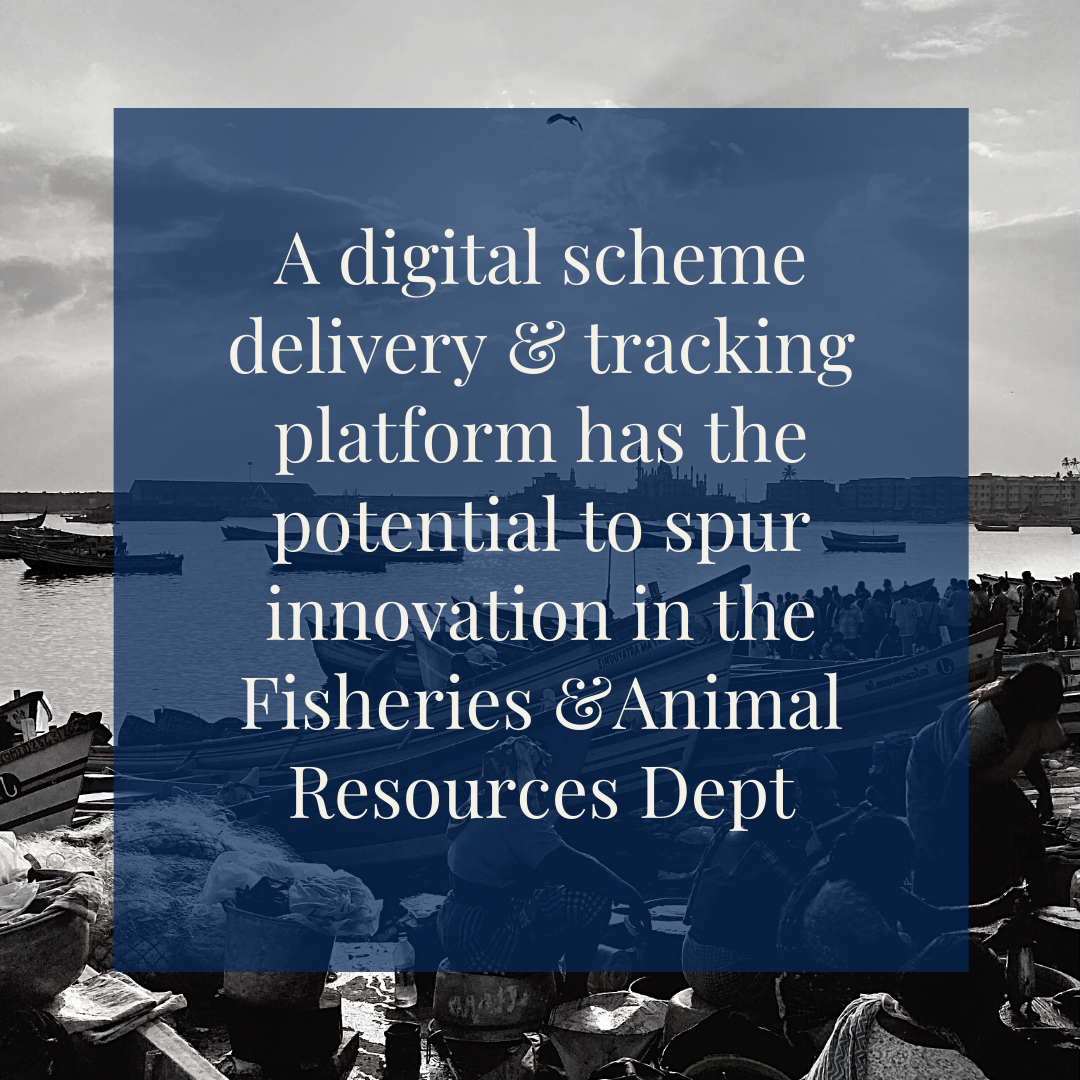 A digital scheme
delivery & tracking
platform has the
potential to spur
innovation in the
Fisheries &Animal
Resources Dept